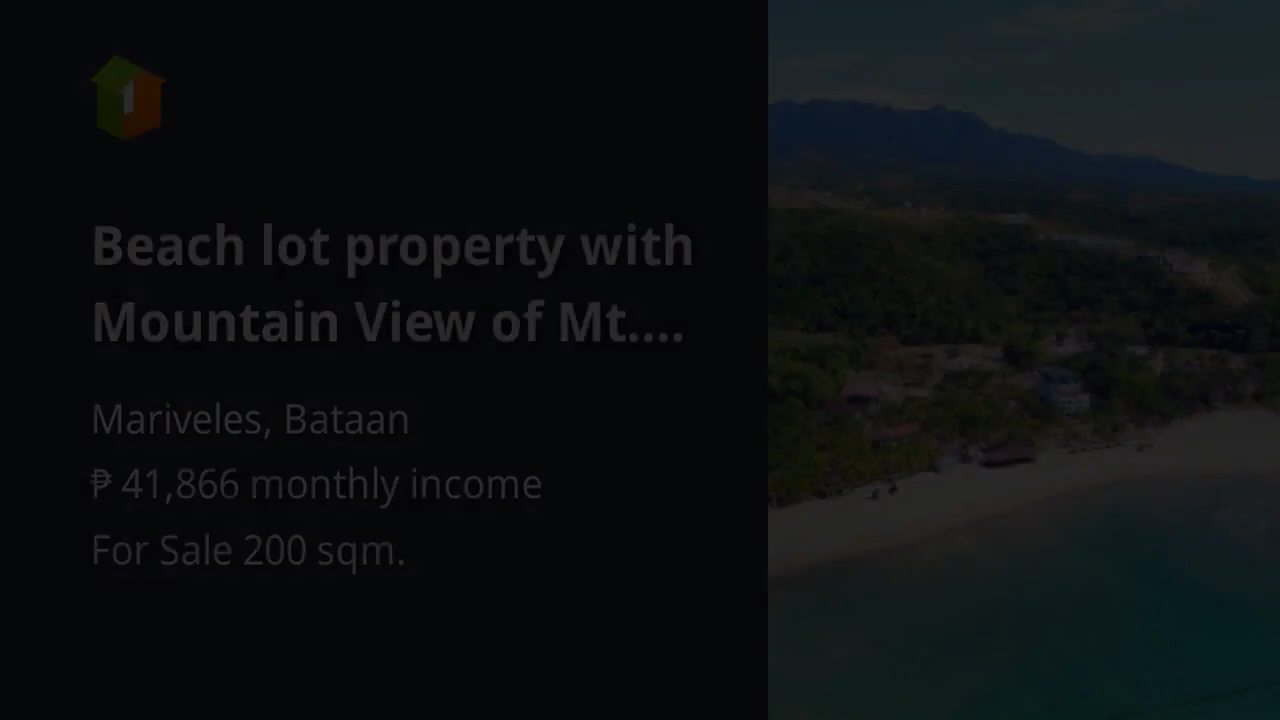 Beach lot property with
Mountain View of Mt....
Mariveles, Bataan
₱ 41,866 monthly income
For Sale 200 sqm.